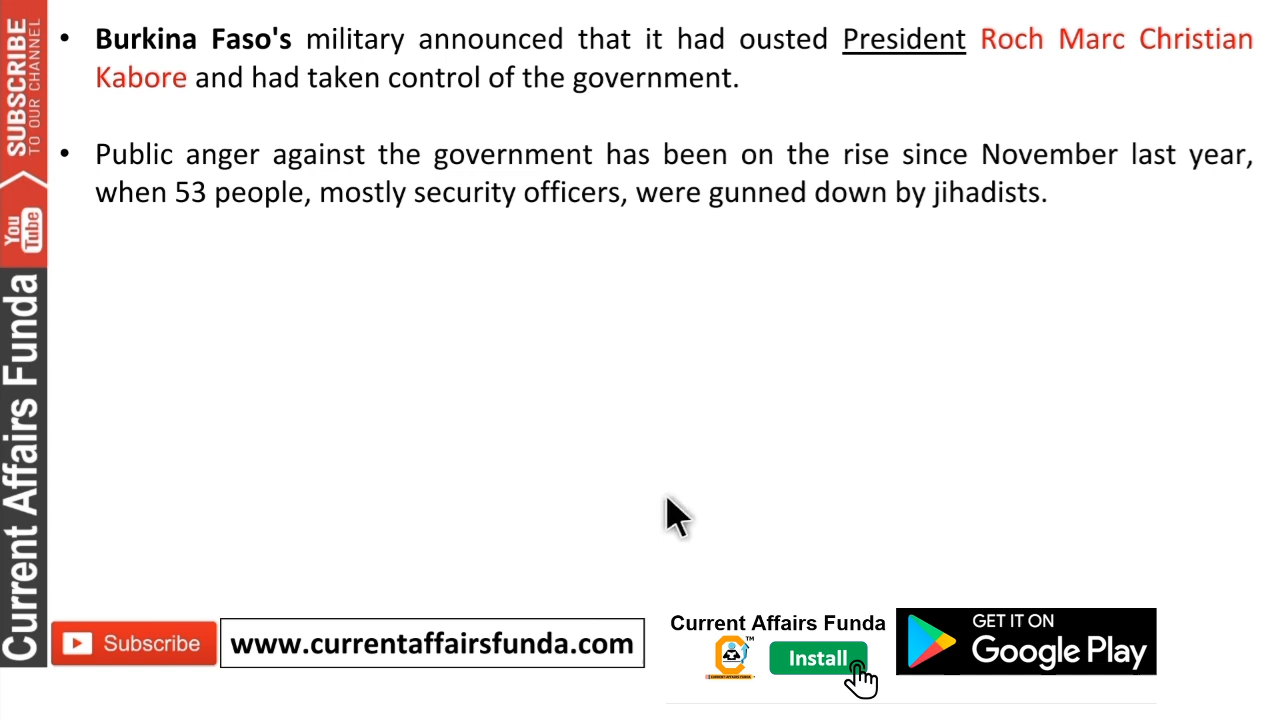 • Burkina Faso's military announced that it had ousted President Roch Marc Christian
Kabore and had taken control of the government.
• Public anger against the government has been on the rise since November last year,
when 53 people, mostly security officers, were gunned down by jihadists.
SUBSCRIBE
TO OUR CHANNEL
You
Tube
Current Affairs Funda
Subscribe
www.currentaffairsfunda.com
Current Affairs Funda
TM
Install
GET IT ON
Google Play